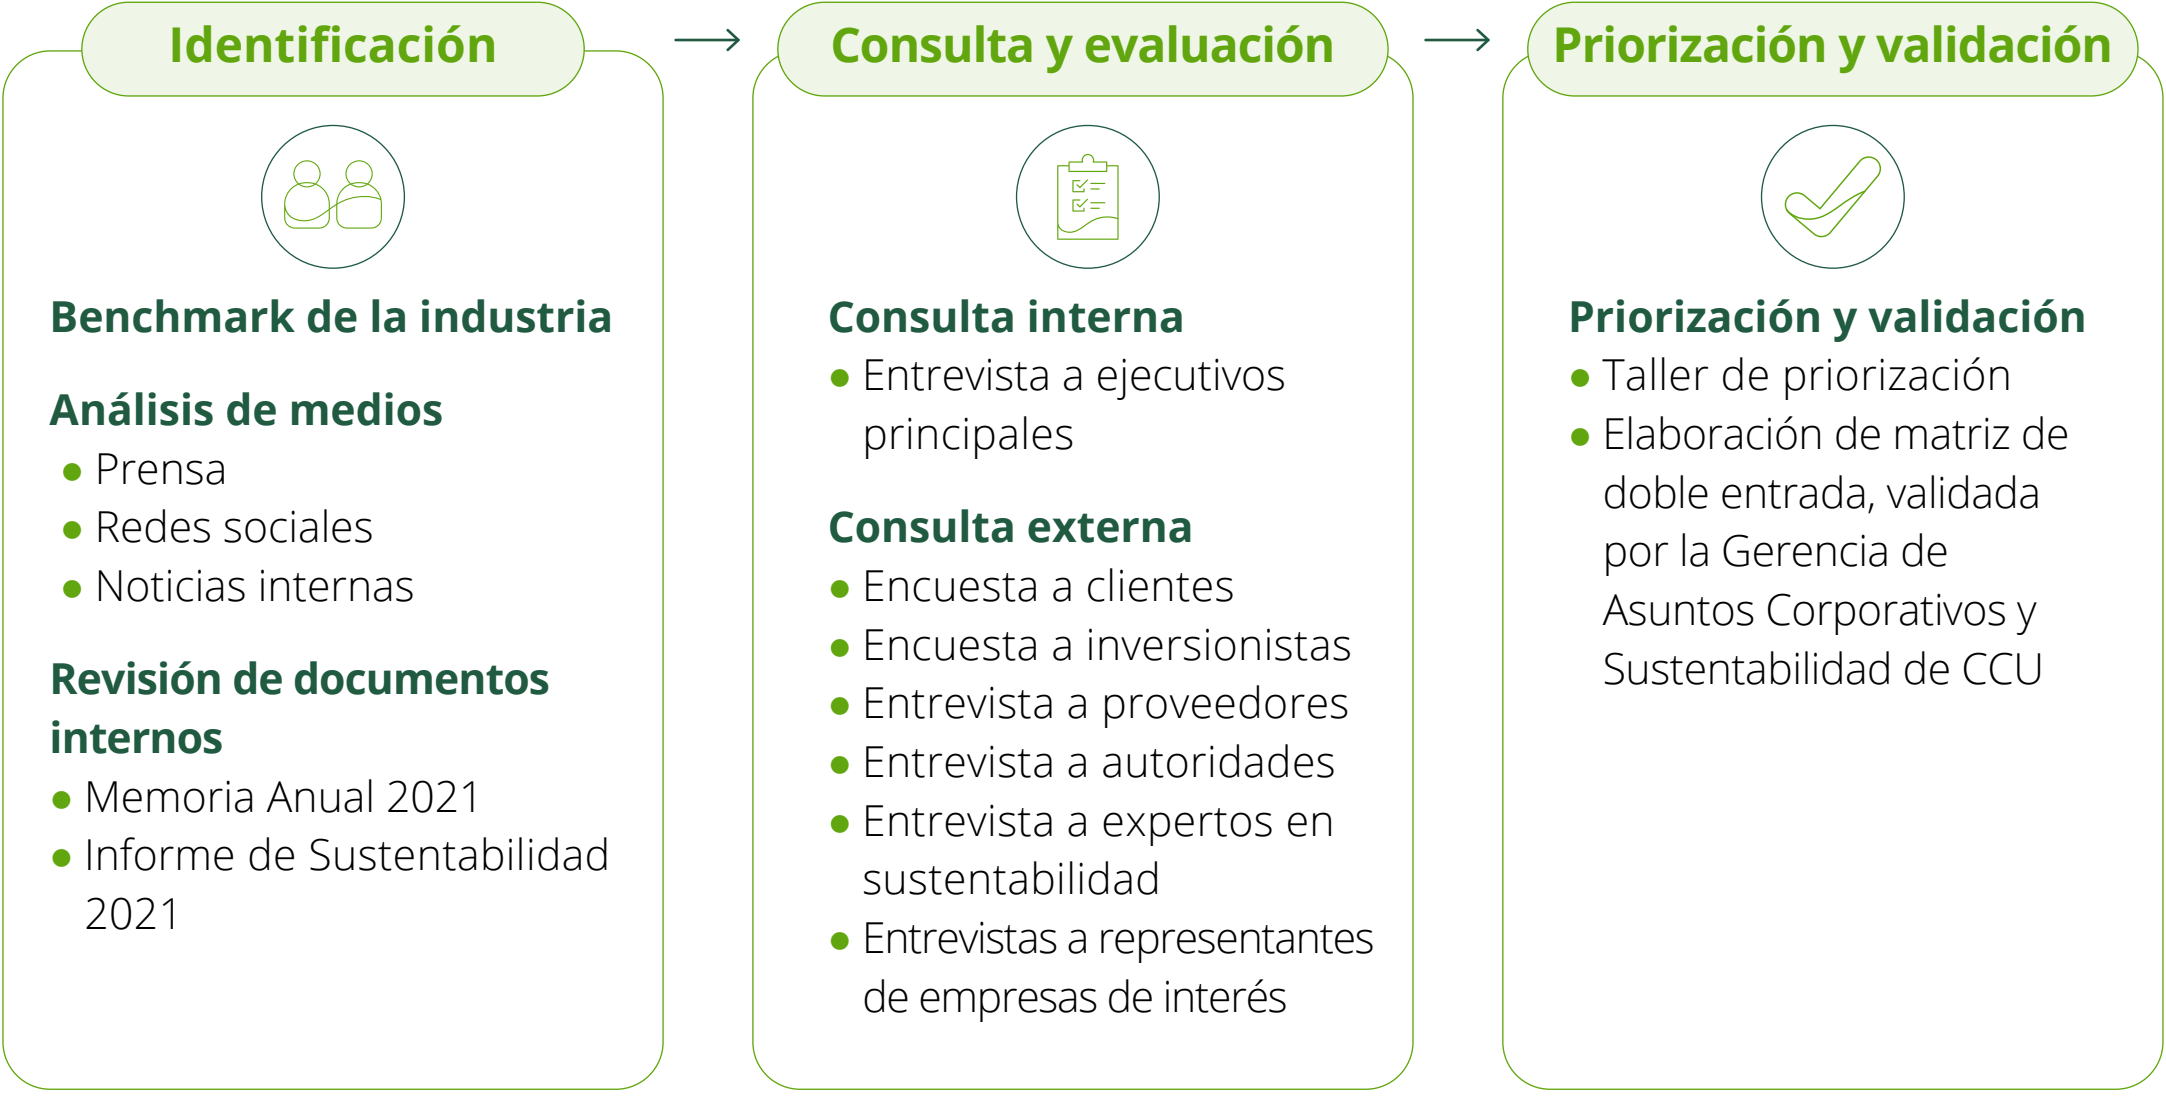 Identificación
Benchmark de la industria
Análisis de medios
● Prensa
● Redes sociales
● Noticias internas
Revisión de documentos
internos
● Memoria Anual 2021
● Informe de Sustentabilidad
2021
Consulta y evaluación
Consulta interna
● Entrevista a ejecutivos
principales
Consulta externa
● Encuesta a clientes
● Encuesta a inversionistas
● Entrevista a proveedores
● Entrevista a autoridades
● Entrevista a expertos en
sustentabilidad
● Entrevistas a representantes
de empresas de interés
Priorización y validación
Priorización y validación
● Taller de priorización
● Elaboración de matriz de
doble entrada, validada
por la Gerencia de
Asuntos Corporativos y
Sustentabilidad de CCU